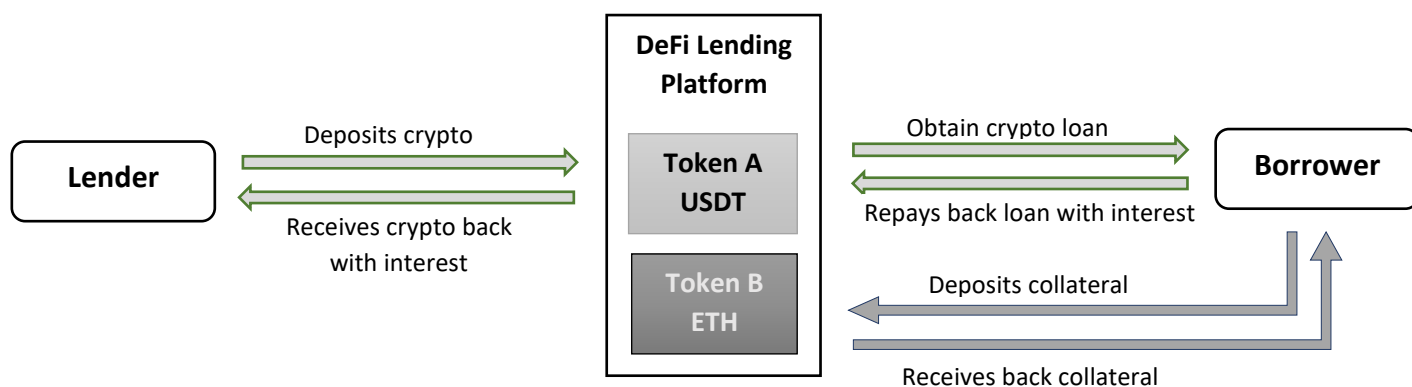 DeFi Lending
Platform
Lender
Deposits crypto
Receives crypto back
with interest
Token A
USDT
Token B
ETH
Obtain crypto loan
Repays back loan with interest
Borrower
Deposits collateral
Receives back collateral